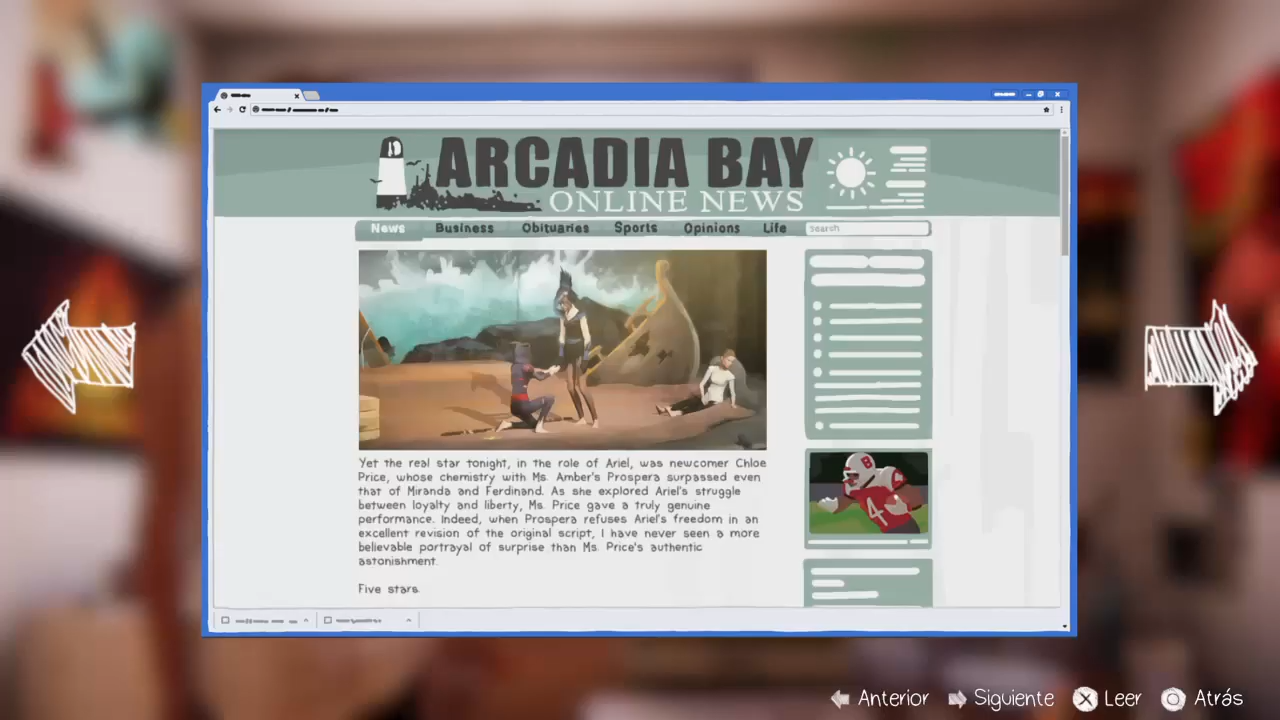 ARCADIA BAY
ONLINE NEWS
News Business Obituaries Sports Opinions Life search
Yet the real star tonight, in the role of Ariel, was newcomer Chloe
Price, whose chemistry with Ms. Amber's Prospera surpassed even
that of Miranda and Ferdinand. As she explored Ariel's struggle
between loyalty and liberty, Ms. Price gave a truly genuine
performance. Indeed, when Prospera refuses Ariel's freedom in an
excellent revision of the original script, I have never seen a more
believable portrayal of surprise than Ms. Price's authentic
astonishment.
Five stars.
B
4
Anterior Siguiente Leer Atrás